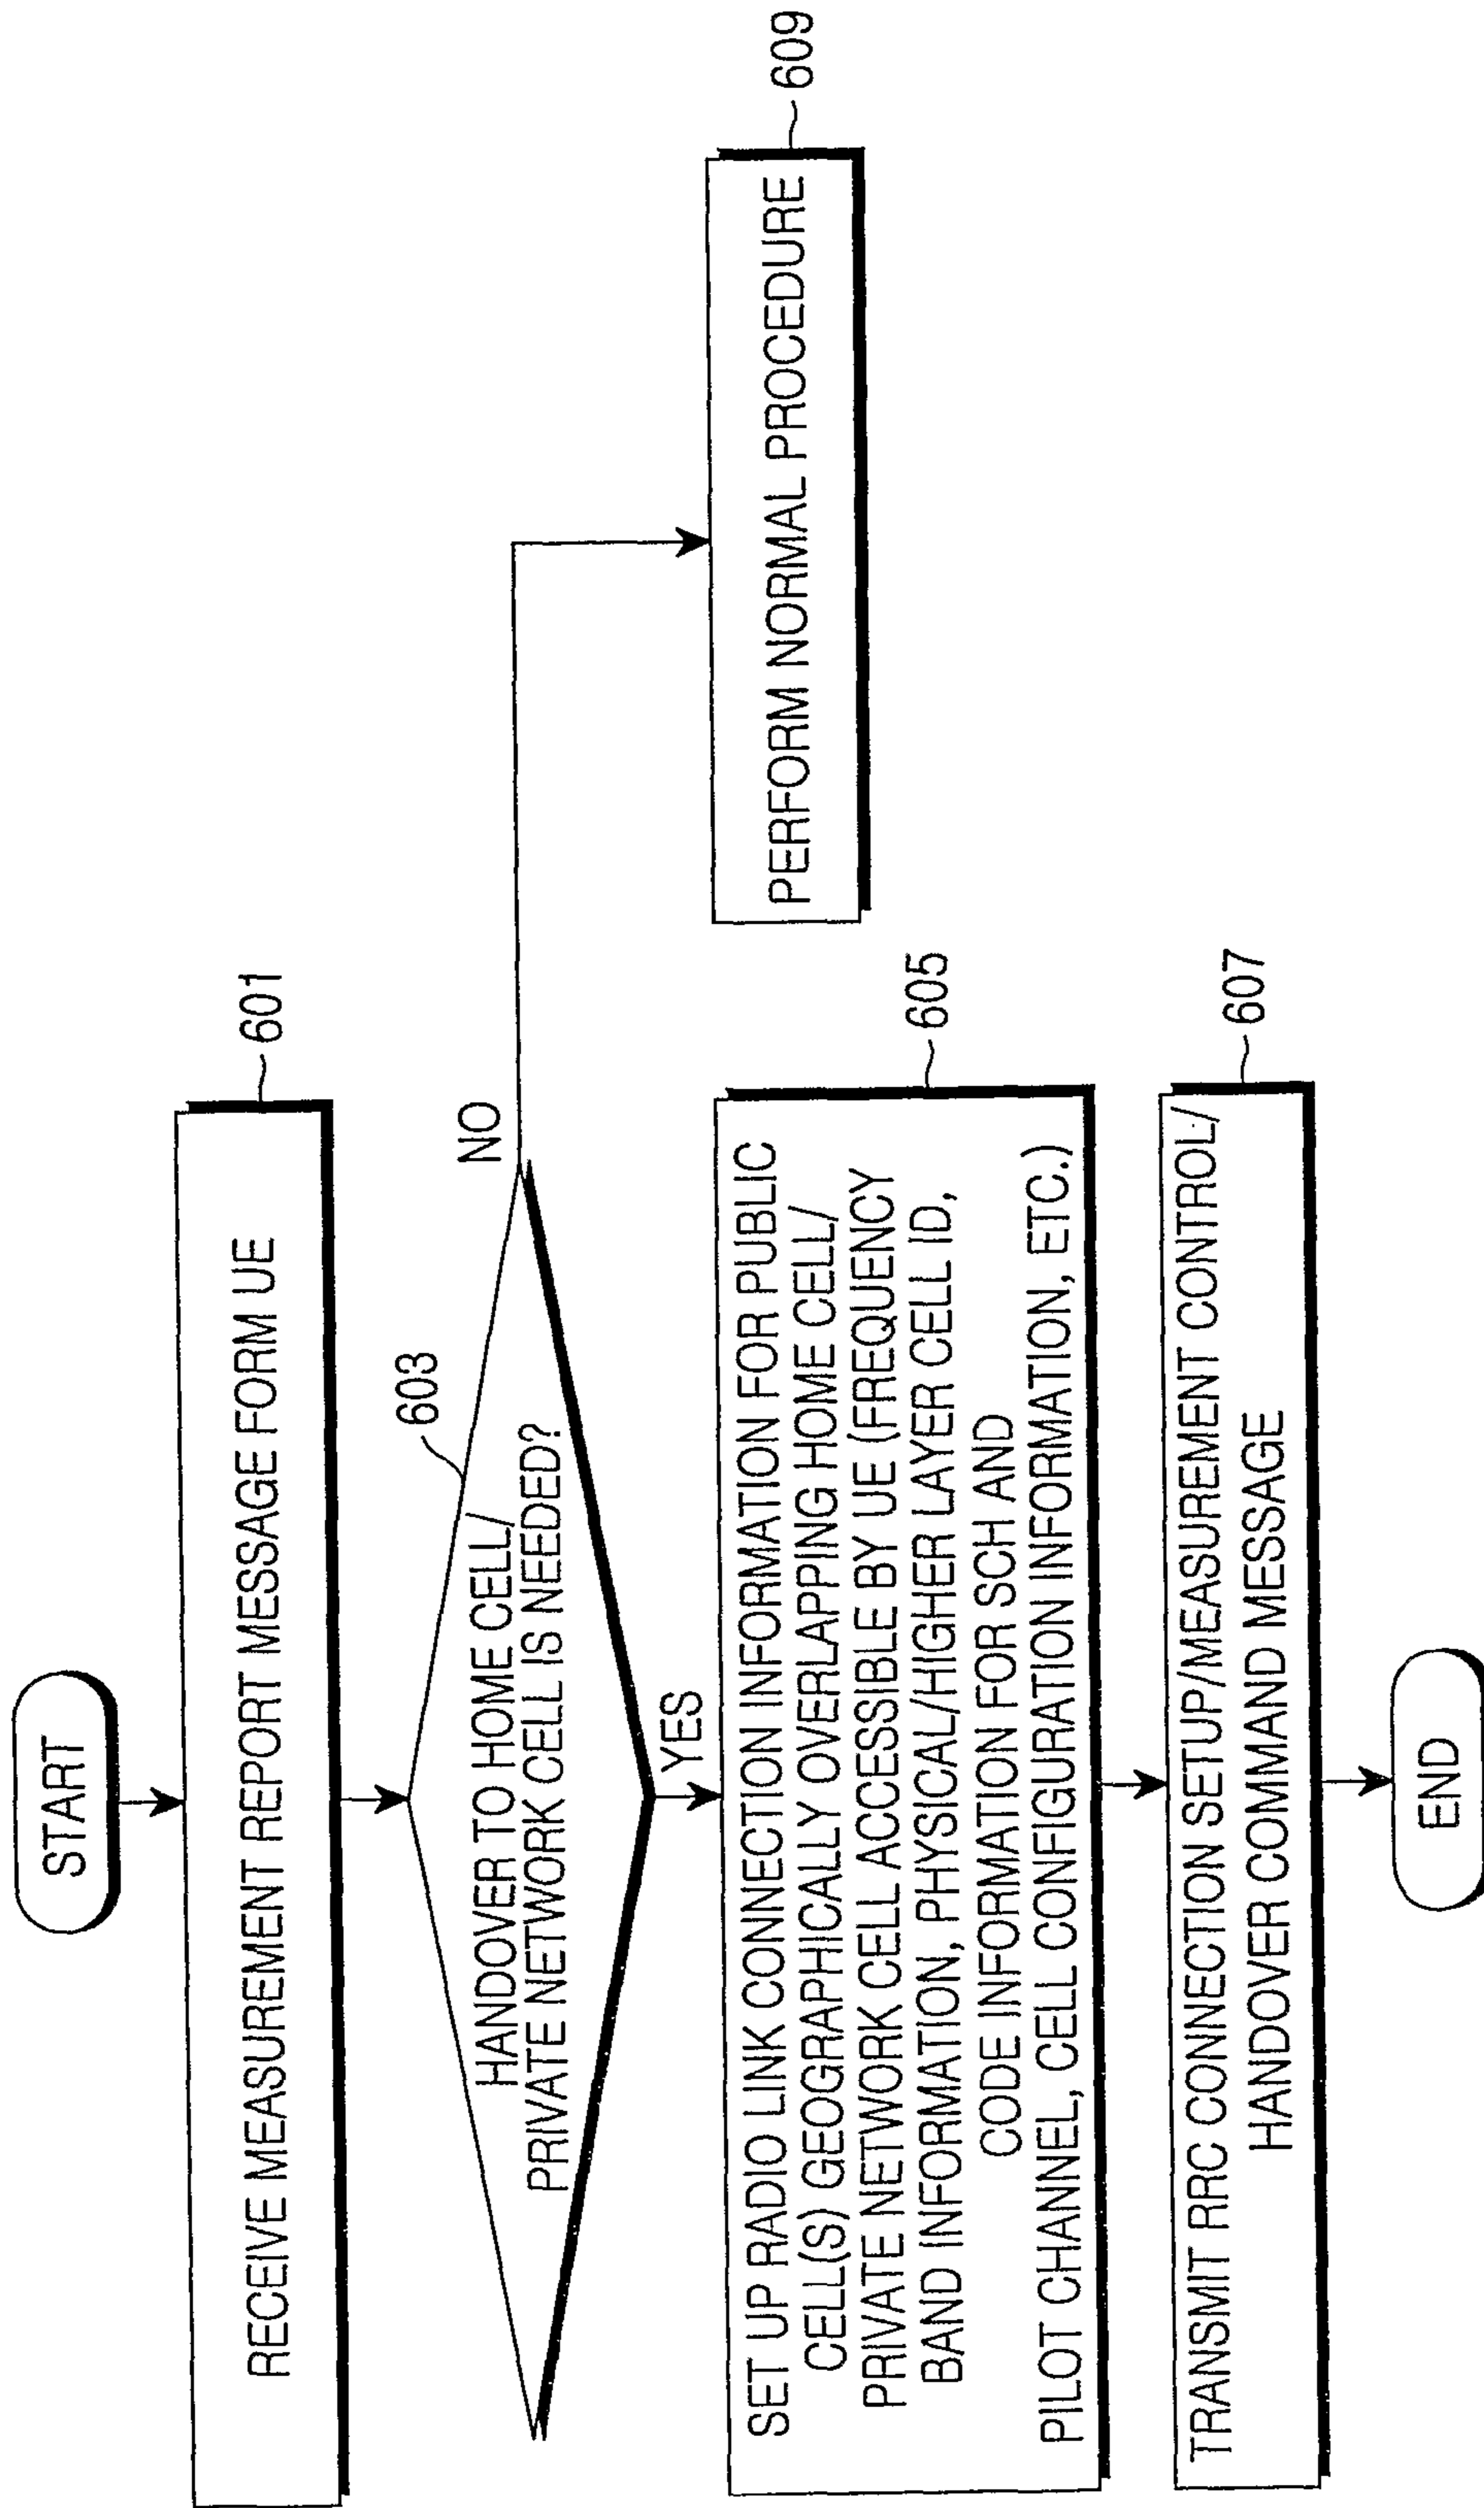 START
RECEIVE MEASUREMENT REPORT MESSAGE FORM UE
601
603
HANDOVER TO HOME CELL/
PRIVATE NETWORK CELL IS NEEDED?
NO
YES
SET UP RADIO LINK CONNECTION INFORMATION FOR PUBLIC
CELL(S) GEOGRAPHICALLY OVERLAPPING HOME CELL/
PRIVATE NETWORK CELL ACCESSIBLE BY UE (FREQUENCY
BAND INFORMATION, PHYSICAL/HIGHER LAYER CELL ID,
CODE INFORMATION FOR SCH AND
PILOT CHANNEL, CELL CONFIGURATION INFORMATION, ETC.)
605
PERFORM NORMAL PROCEDURE
609
TRANSMIT RRC CONNECTION SETUP/MEASUREMENT CONTROL/
HANDOVER COMMAND MESSAGE
607
END